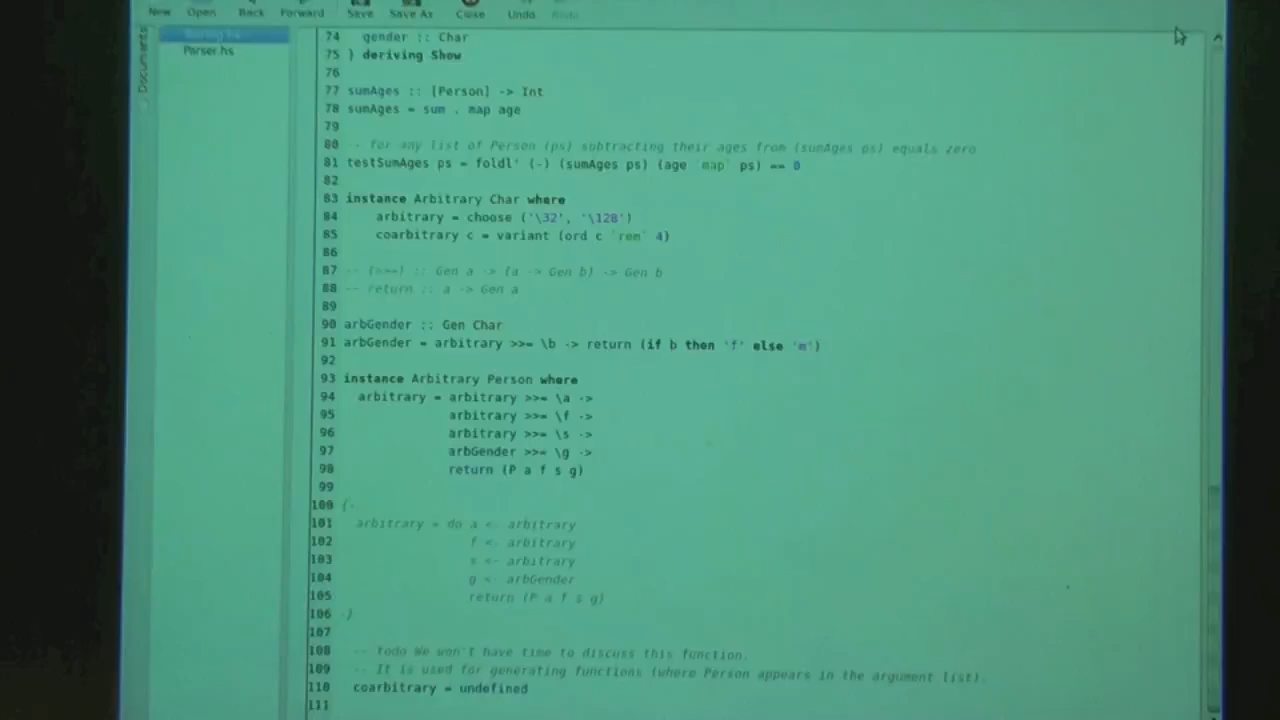 New Open Back Forward Save Save As Close Undo
Documents
Parser.hs
74 gender :: Char
75 } deriving Show
76
77 sumAges :: [Person] -> Int
78 sumAges = sum . map age
79
80 -- for any list of Person (ps) subtracting their ages from (sumAges ps) equals zero
81 testSumAges ps = foldl' (-) (sumAges ps) (age `map` ps) == 0
82
83 instance Arbitrary Char where
84 arbitrary = choose ('\32', '\128')
85 coarbitrary c = variant (ord c `rem` 4)
86
87 -- (>>=) :: Gen a -> (a -> Gen b) -> Gen b
88 -- return :: a -> Gen a
89
90 arbGender :: Gen Char
91 arbGender = arbitrary >>= \b -> return (if b then 'f' else 'm')
92
93 instance Arbitrary Person where
94 arbitrary = arbitrary >>= \a ->
95 arbitrary >>= \f ->
96 arbitrary >>= \s ->
97 arbGender >>= \g ->
98 return (P a f s g)
99
100 {-
101 arbitrary = do a <- arbitrary
102 f <- arbitrary
103 s <- arbitrary
104 g <- arbGender
105 return (P a f s g)
106 -}
107
108 -- Todo We won't have time to discuss this function.
109 -- It is used for generating functions (where Person appears in the argument list).
110 coarbitrary = undefined
111